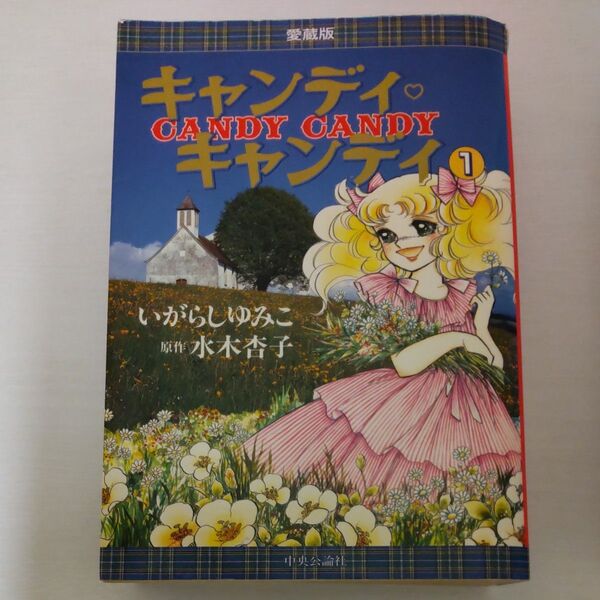 愛蔵版
キャンディ♡
CANDY CANDY
キャンディ 1
いがらしゆみこ
原作 水木杏子
中央公論社